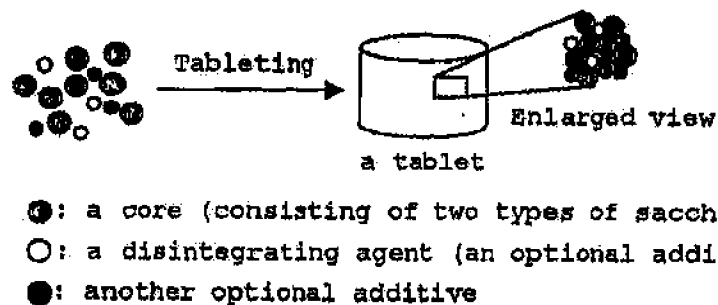 Tableting
Enlarged view
a tablet
: a core (consisting of two types of sacch
: a disintegrating agent (an optional addi
: another optional additive